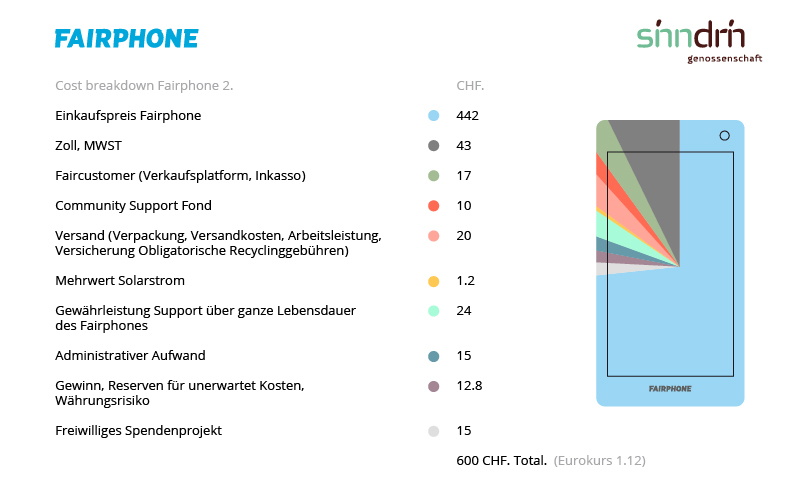 FAIRPHONE
sinndrin
genossenschaft
Cost breakdown Fairphone 2. CHF.
Einkaufspreis Fairphone 442
Zoll, MWST 43
Faircustomer (Verkaufsplatform, Inkasso) 17
Community Support Fond 10
Versand (Verpackung, Versandkosten, Arbeitsleistung, 20
Versicherung Obligatorische Recyclinggebühren)
Mehrwert Solarstrom 1.2
Gewährleistung Support über ganze Lebensdauer 24
des Fairphones
Administrativer Aufwand 15
Gewinn, Reserven für unerwartet Kosten, 12.8
Währungsrisiko
Freiwilliges Spendenprojekt 15
600 CHF. Total. (Eurokurs 1.12)
FAIRPHONE